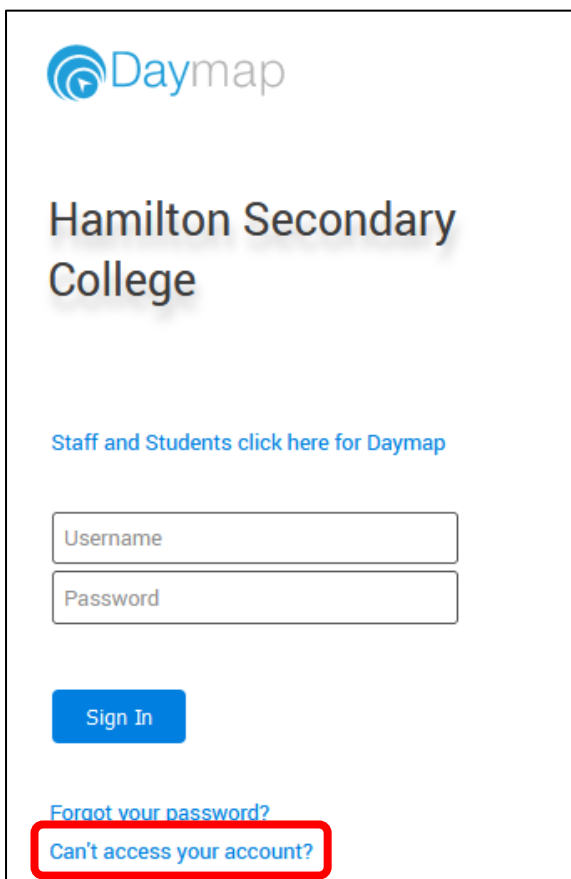 Daymap
Hamilton Secondary
College
Staff and Students click here for Daymap
Username
Password
Sign In
Forgot your password?
Can't access your account?